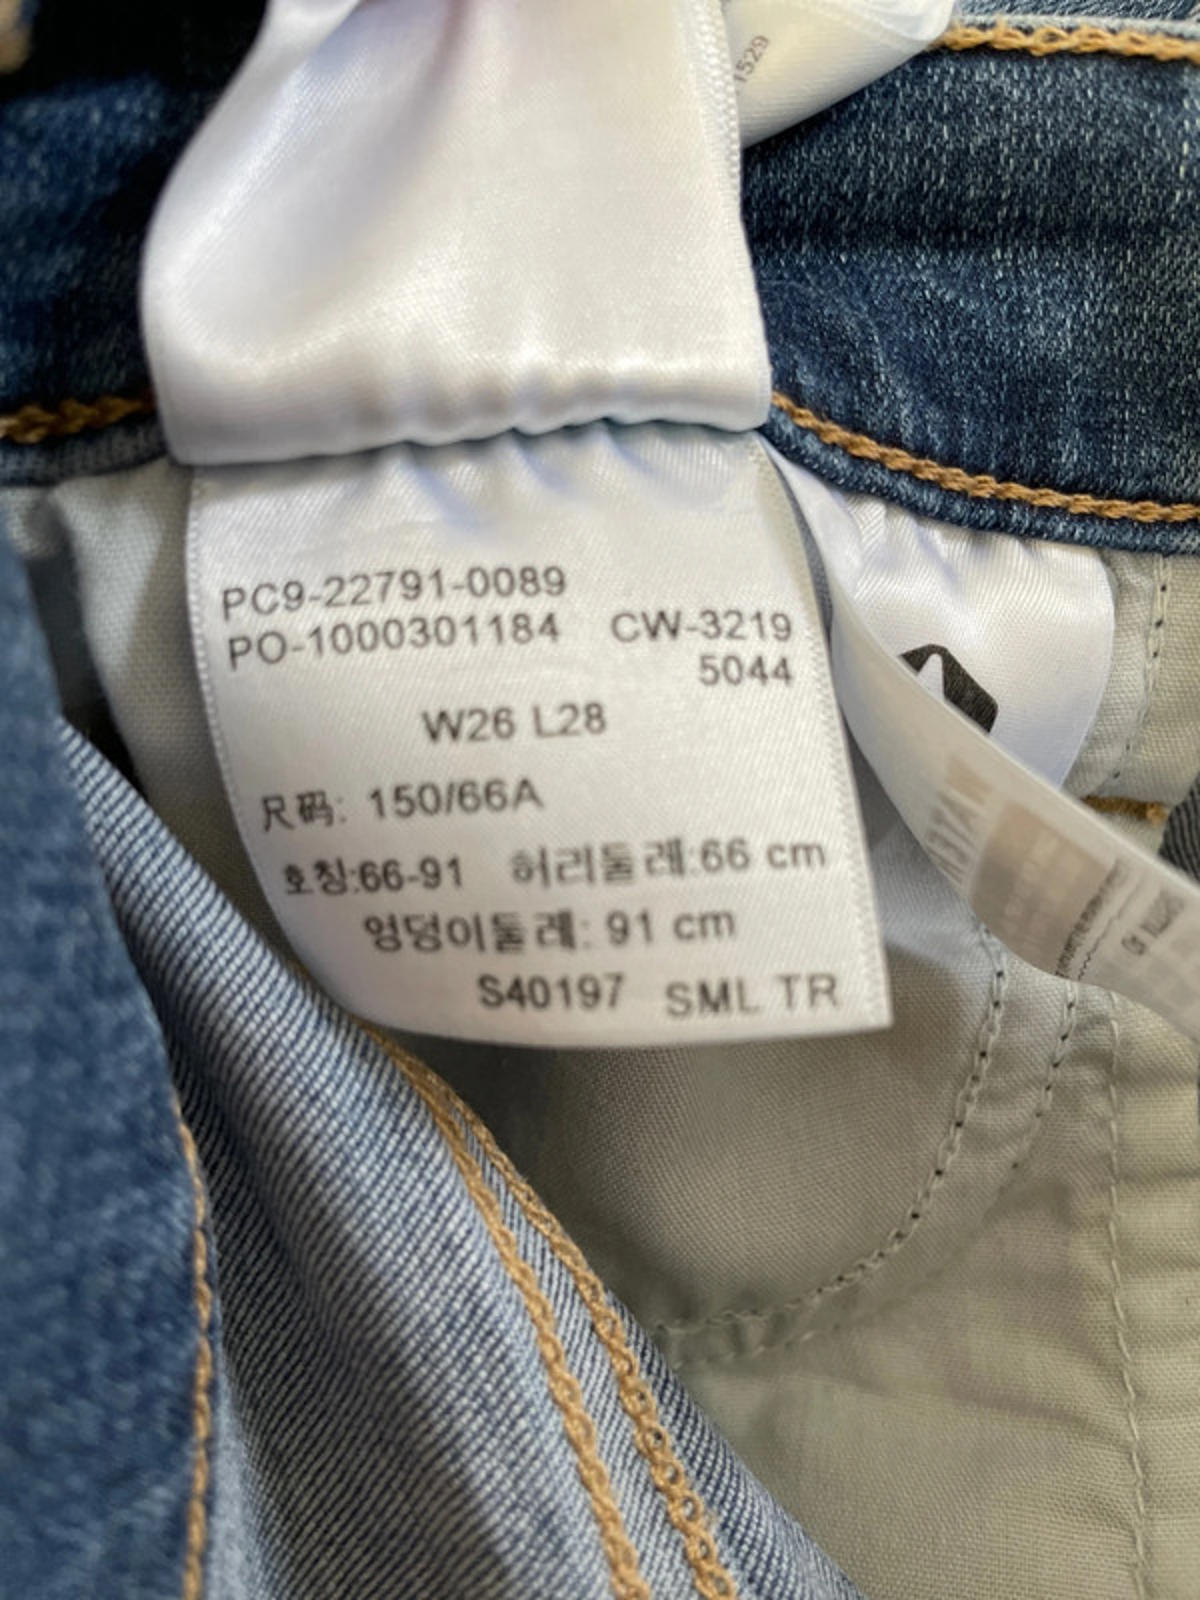 1529
PC9-22791-0089
PO-1000301184 CW-3219
5044
W26 L28
尺码: 150/66A
호칭:66-91 허리둘레:66 cm
엉덩이둘레: 91 cm
S40197 SML TR